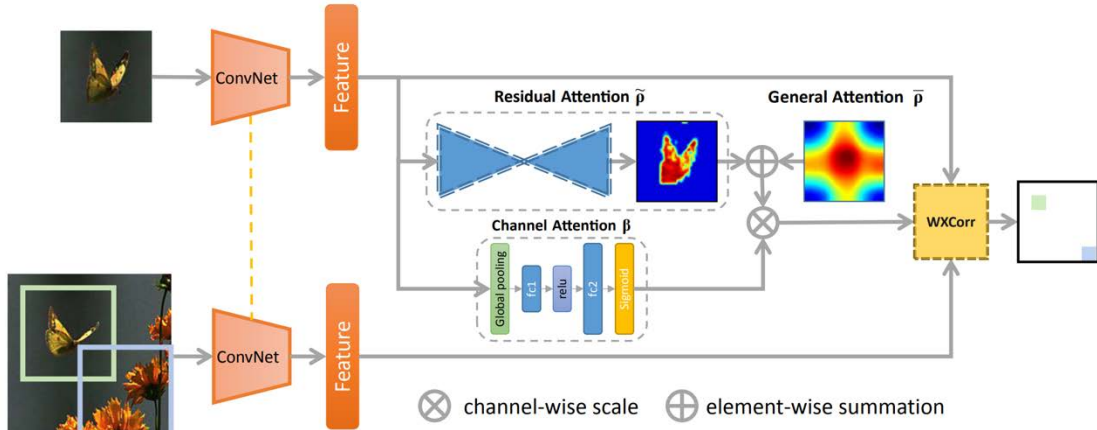 ConvNet
Feature
Residual Attention ρ̃
General Attention ρ̄
Channel Attention β
Global pooling
fc1
relu
fc2
Sigmoid
WXCorr
ConvNet
Feature
channel-wise scale
element-wise summation